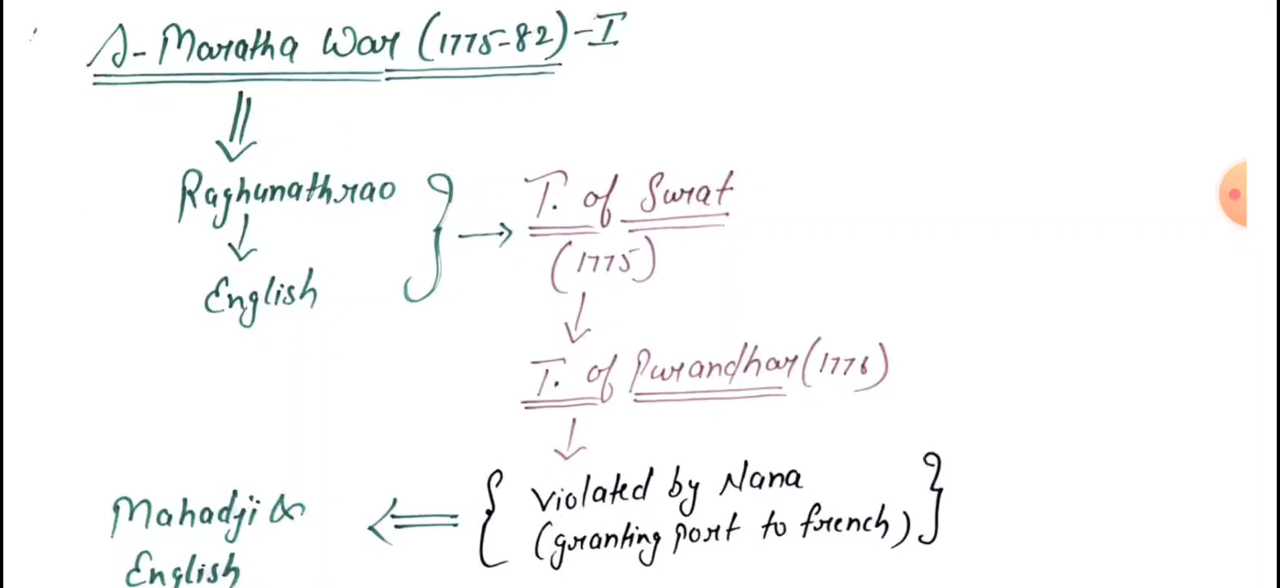 A-Maratha War (1775-82)-I
Raghunathrao
English
T. of Surat
(1775)
T. of Purandhar (1776)
violated by Nana
(granting port to french)
Mahadji &
English